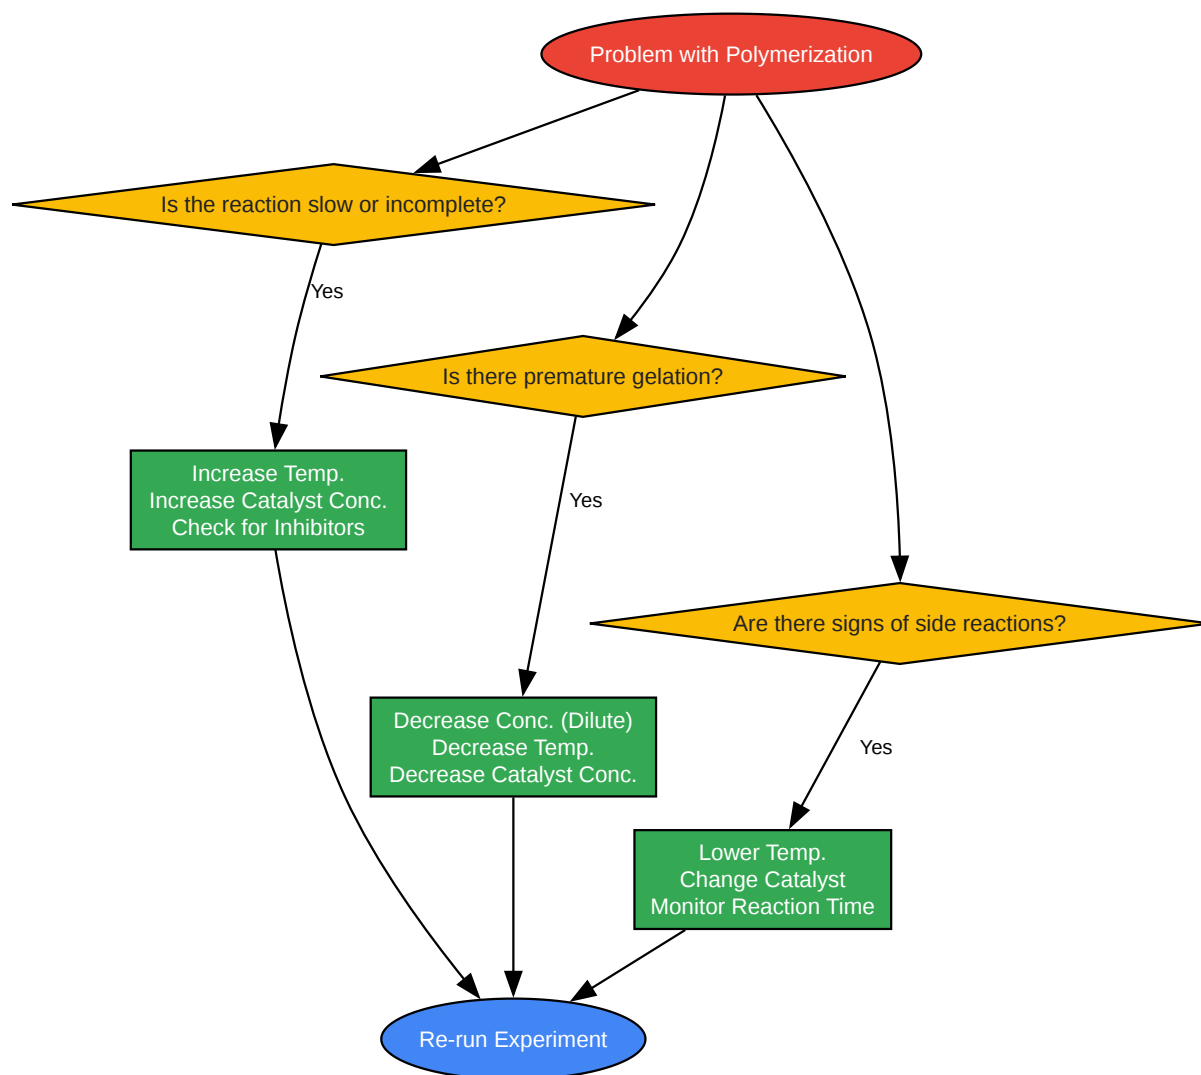 Problem with Polymerization
Is the reaction slow or incomplete?
Yes
Is there premature gelation?
Increase Temp.
Increase Catalyst Conc.
Check for Inhibitors
Yes
Are there signs of side reactions?
Decrease Conc. (Dilute)
Decrease Temp.
Decrease Catalyst Conc.
Yes
Lower Temp.
Change Catalyst
Monitor Reaction Time
Re-run Experiment